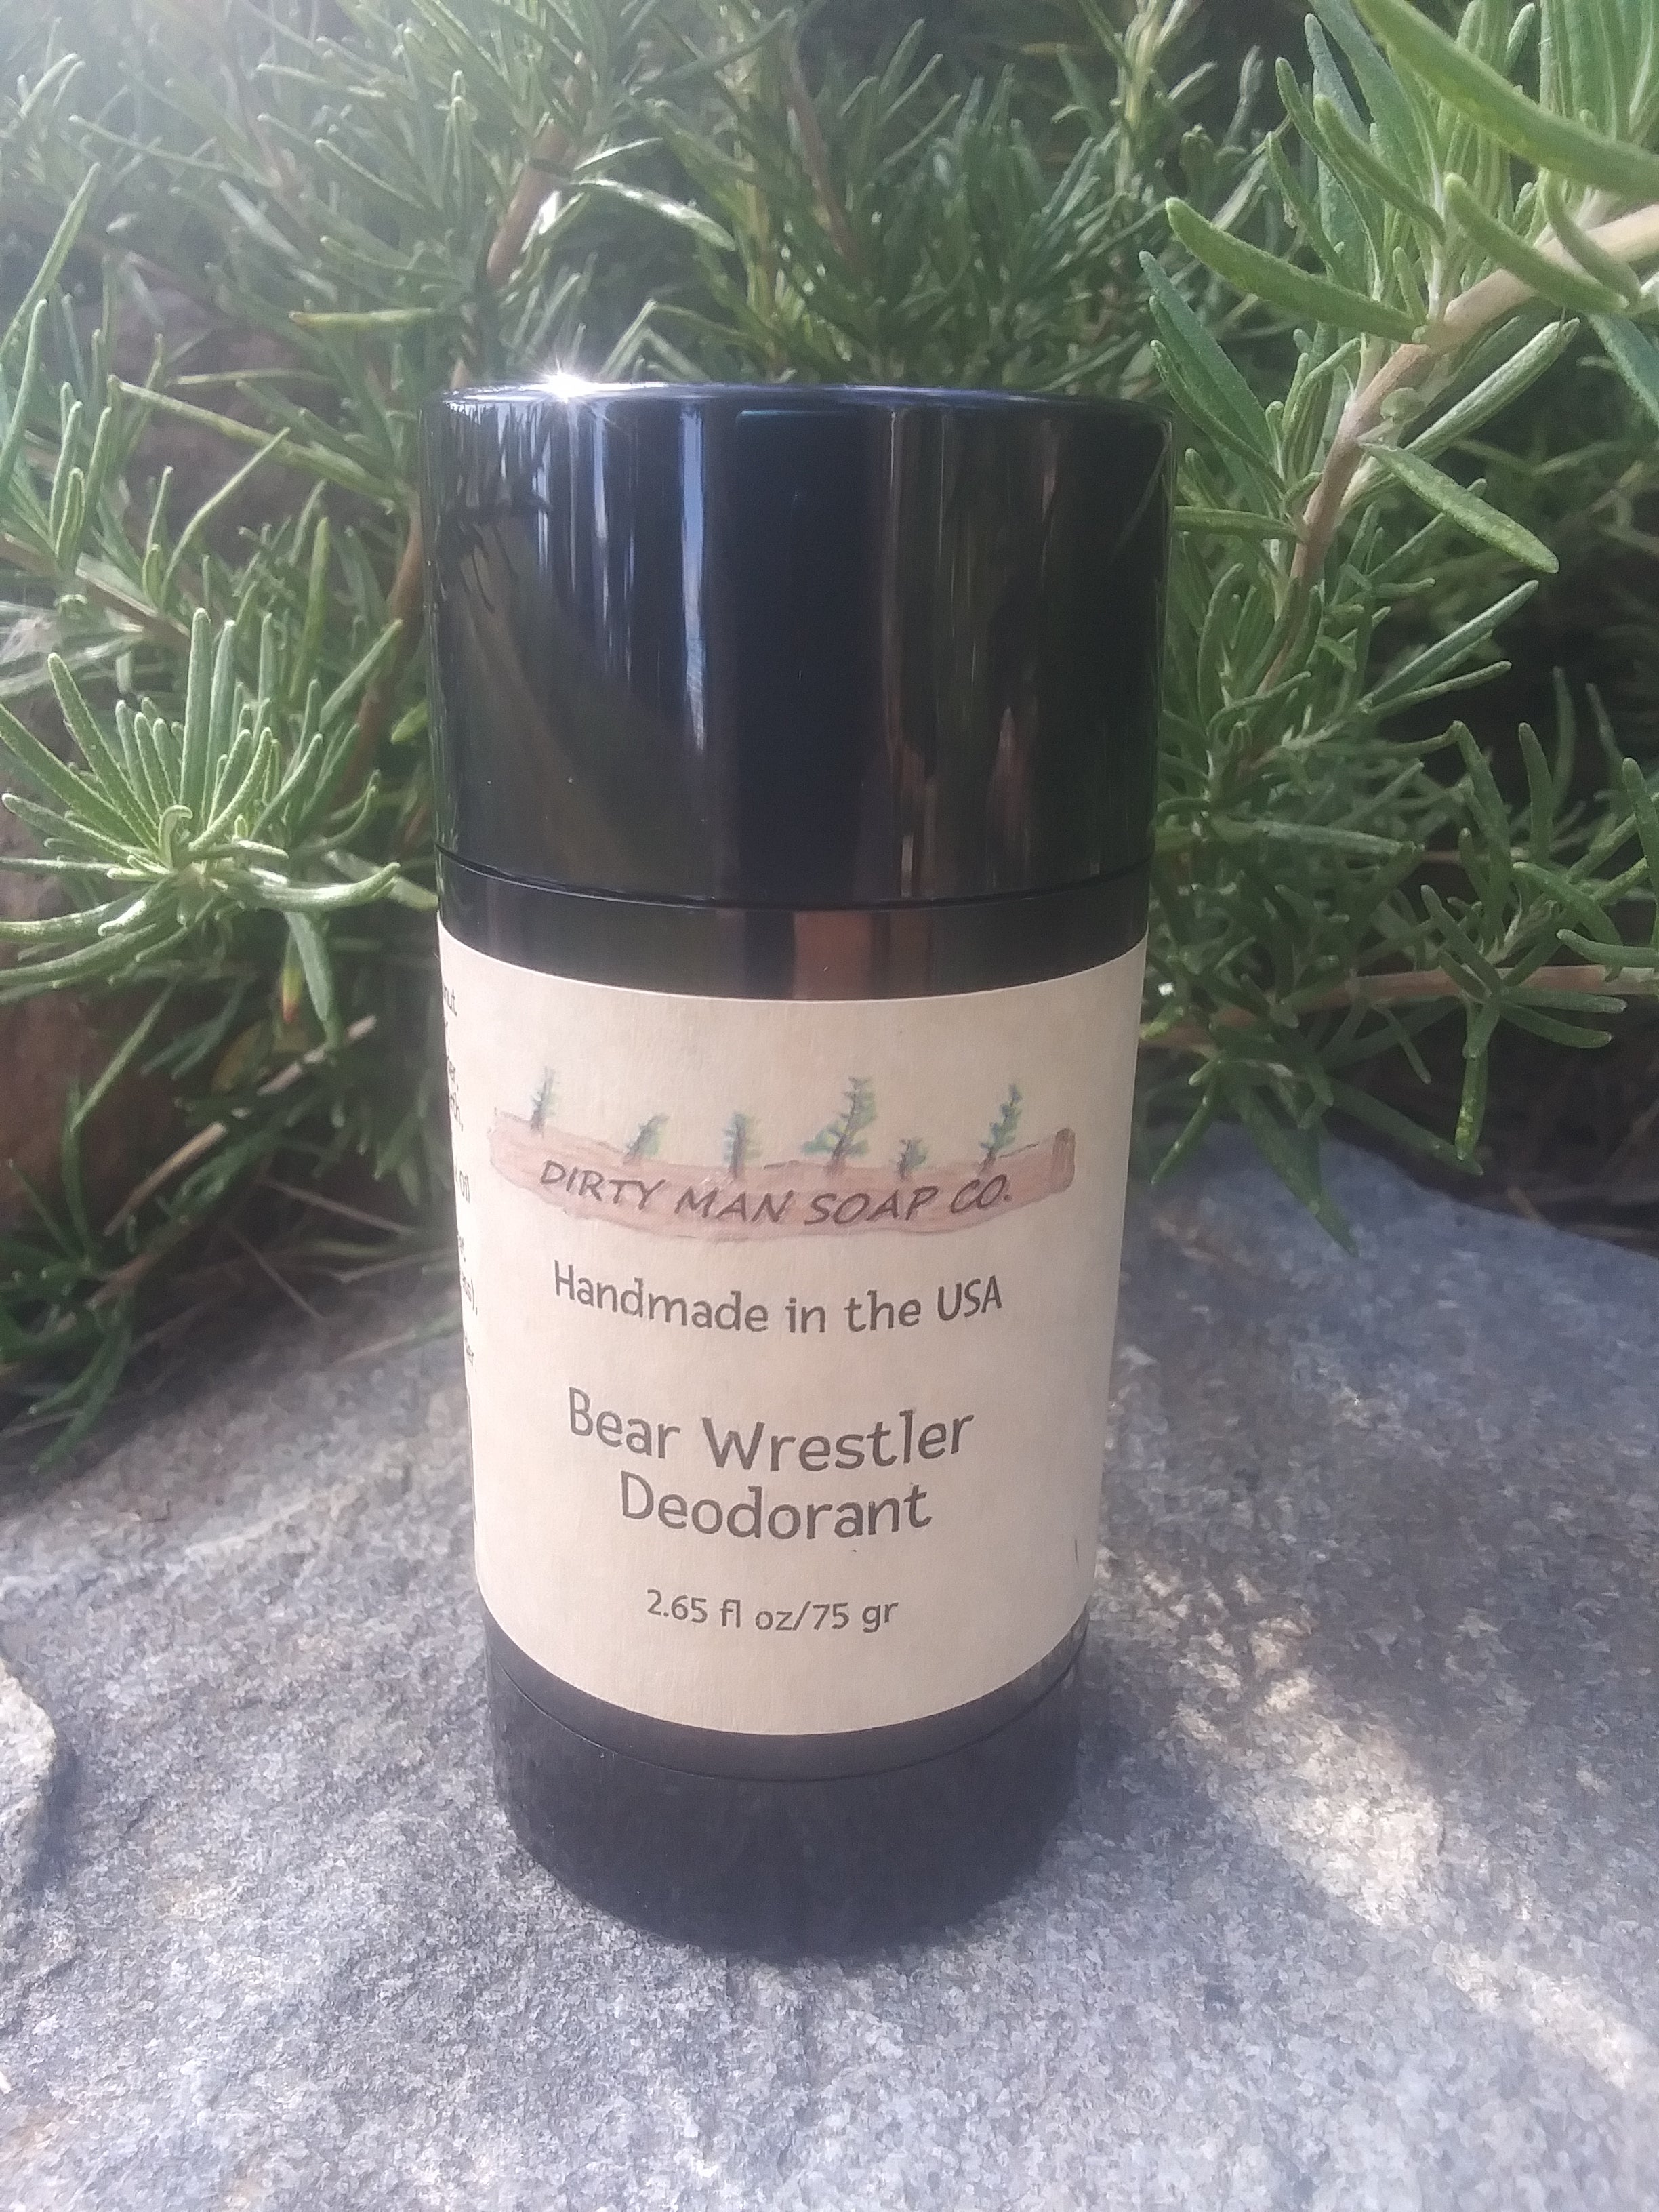 DIRTY MAN SOAP CO.
Handmade in the USA
Bear Wrestler
Deodorant
2.65 fl oz/75 gr